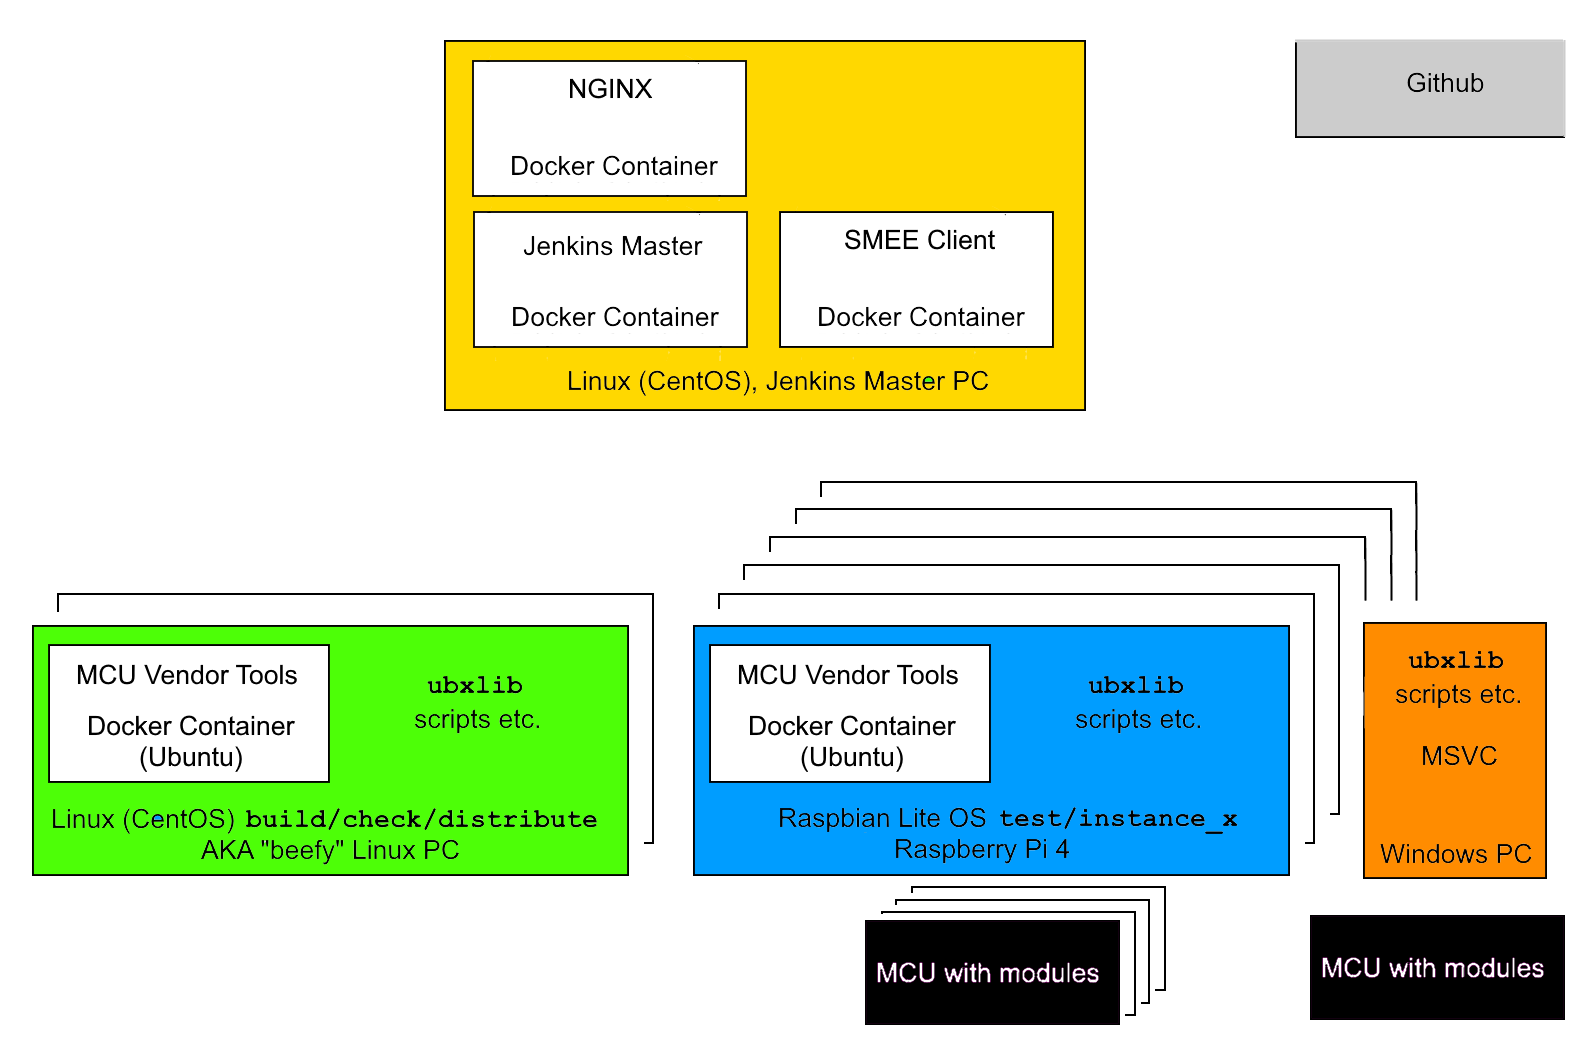 NGINX
Docker Container
Github
Jenkins Master
Docker Container
SMEE Client
Docker Container
Linux (CentOS), Jenkins Master PC
MCU Vendor Tools
Docker Container
(Ubuntu)
ubxlib
scripts etc.
Linux (CentOS) build/check/distribute
AKA "beefy" Linux PC
MCU Vendor Tools
Docker Container
(Ubuntu)
ubxlib
scripts etc.
Raspbian Lite OS test/instance_x
Raspberry Pi 4
ubxlib
scripts etc.
MSVC
Windows PC
MCU with modules
MCU with modules